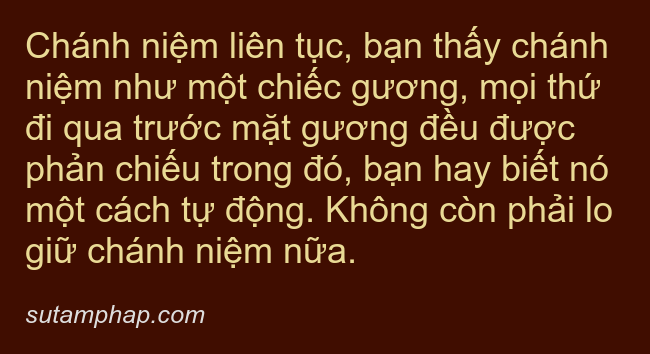 Chánh niệm liên tục, bạn thấy chánh
niệm như một chiếc gương, mọi thứ
đi qua trước mặt gương đều được
phản chiếu trong đó, bạn hay biết nó
một cách tự động. Không còn phải lo
giữ chánh niệm nữa.
sutamphap.com